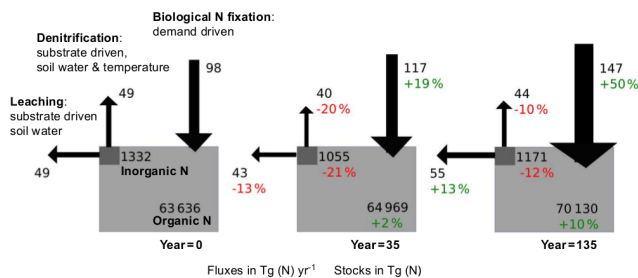 Biological N fixation:
demand driven
Denitrification:
substrate driven,
soil water & temperature
98
49
Leaching:
substrate driven
soil water
49
1332
Inorganic N
63 636
Organic N
Year=0
117
+19 %
40
-20 %
43
-13 %
1055
-21 %
64 969
+2 %
Year=35
147
+50 %
44
-10 %
55
+13 %
1171
-12 %
70 130
+10 %
Year=135
Fluxes in Tg (N) yr-1 Stocks in Tg (N)